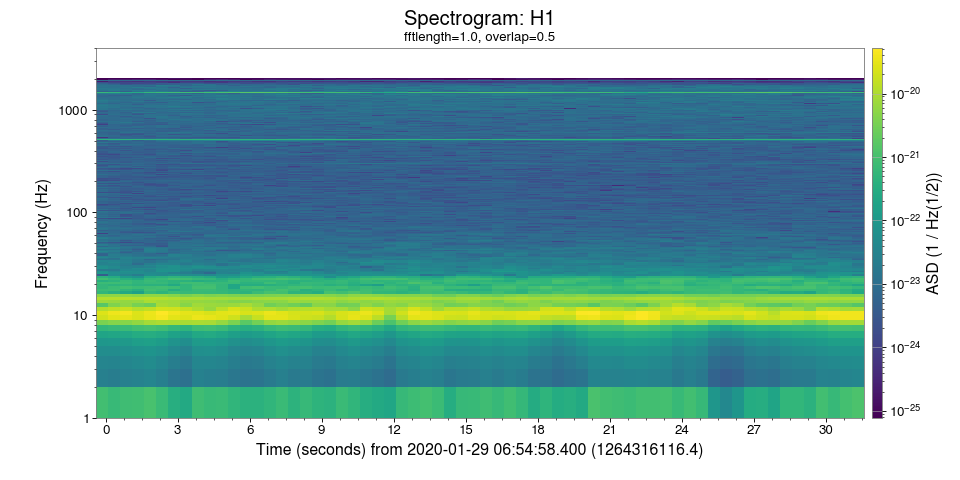 Spectrogram: H1
fftlength=1.0, overlap=0.5
Frequency (Hz)
1000
100
10
1
0 3 6 9 12 15 18 21 24 27 30
Time (seconds) from 2020-01-29 06:54:58.400 (1264316116.4)
10⁻²⁰
10⁻²¹
10⁻²²
10⁻²³
10⁻²⁴
10⁻²⁵
ASD (1 / Hz(1/2))